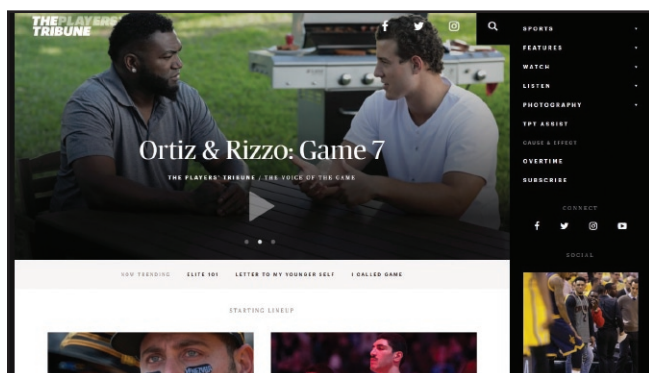 THEPLAYERS'
TRIBUNE
Ortiz & Rizzo: Game 7
THE PLAYERS' TRIBUNE / THE VOICE OF THE GAME
NOW TRENDING ELITE 101 LETTER TO MY YOUNGER SELF I CALLED GAME
STARTING LINEUP
SPORTS
FEATURES
WATCH
LISTEN
PHOTOGRAPHY
TPT ASSIST
CAUSE & EFFECT
OVERTIME
SUBSCRIBE
CONNECT
SOCIAL